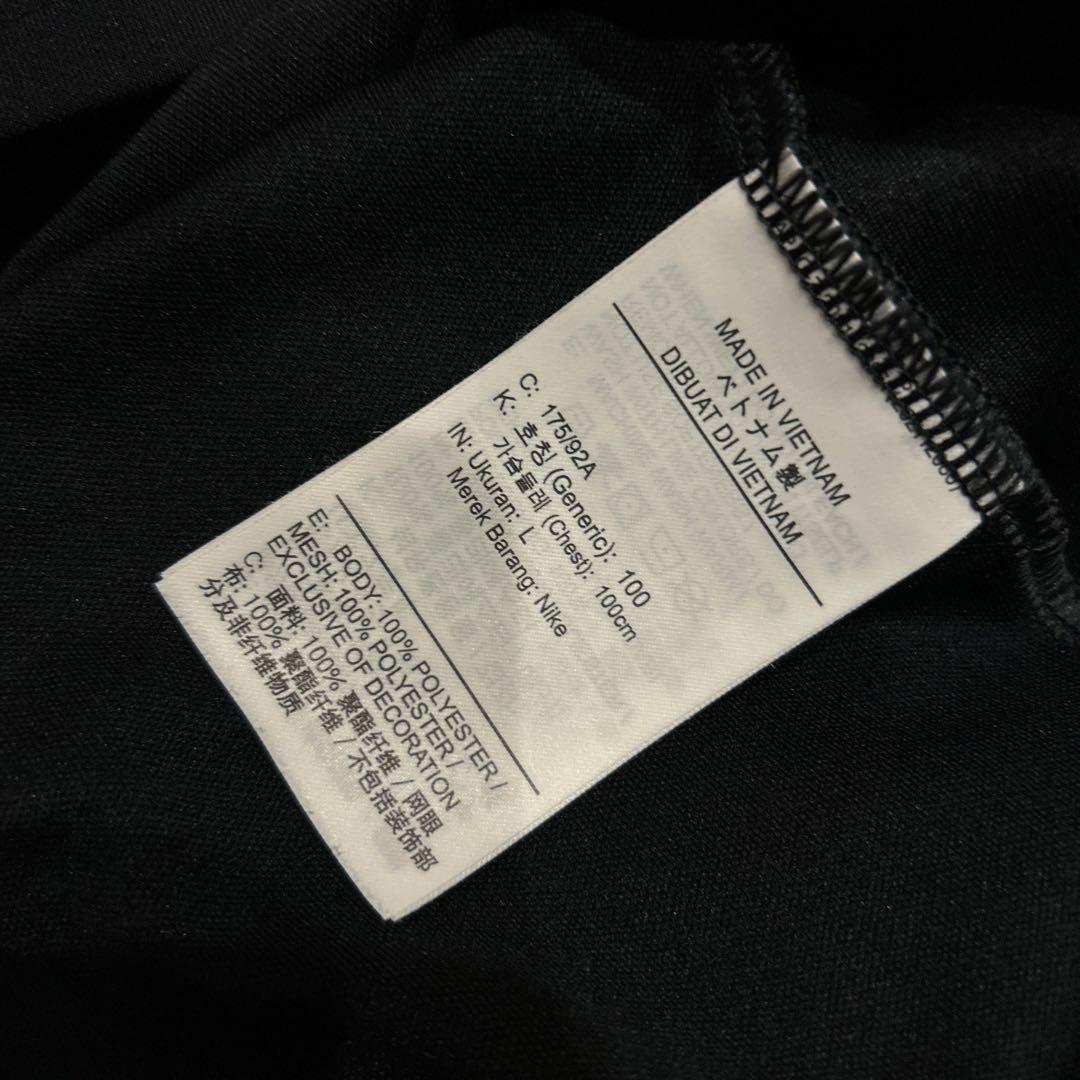 MADE IN VIETNAM
ベトナム製
DIBUAT DI VIETNAM
C: 175/92A
K: 호칭 (Generic): 100
가슴둘레 (Chest): 100cm
IN: Ukuran: L
Merek Barang: Nike
E: BODY: 100% POLYESTER /
MESH: 100% POLYESTER /
EXCLUSIVE OF DECORATION
C: 面料: 100% 聚酯纤维 / 网眼
布: 100% 聚酯纤维 / 不包括装饰部
分及非纤维物质